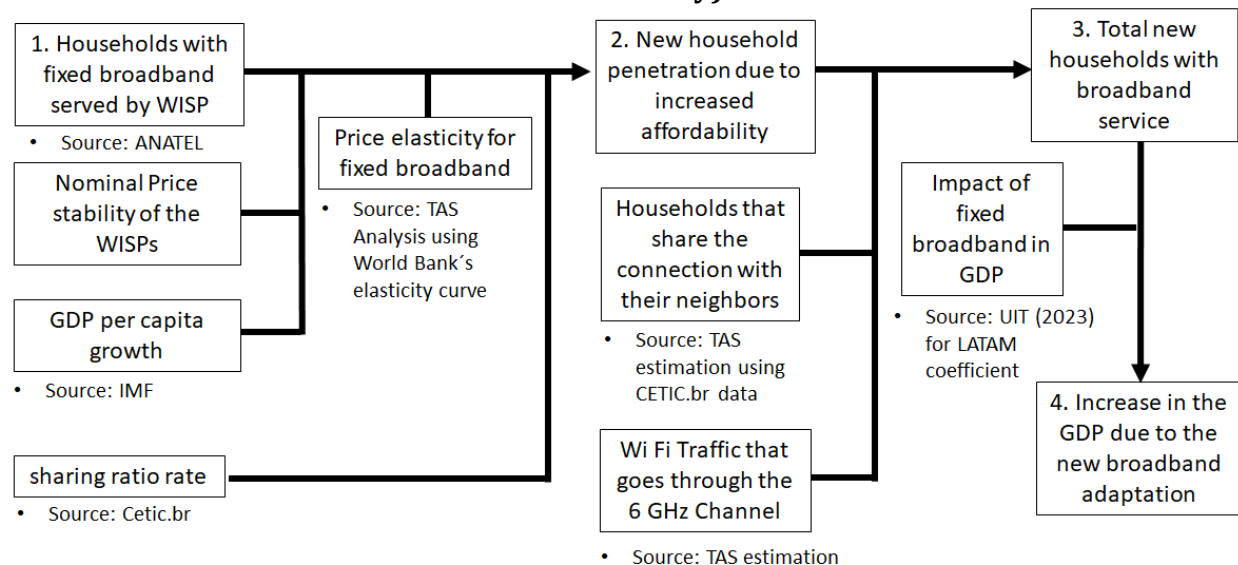 1. Households with
fixed broadband
served by WISP
• Source: ANATEL
Nominal Price
stability of the
WISPs
GDP per capita
growth
• Source: IMF
sharing ratio rate
• Source: Cetic.br
Price elasticity for
fixed broadband
• Source: TAS
Analysis using
World Bank´s
elasticity curve
2. New household
penetration due to
increased
affordability
Households that
share the
connection with
their neighbors
• Source: TAS
estimation using
CETIC.br data
Wi Fi Traffic that
goes through the
6 GHz Channel
• Source: TAS estimation
3. Total new
households with
broadband
service
Impact of
fixed
broadband in
GDP
• Source: UIT (2023)
for LATAM
coefficient
4. Increase in the
GDP due to the
new broadband
adaptation